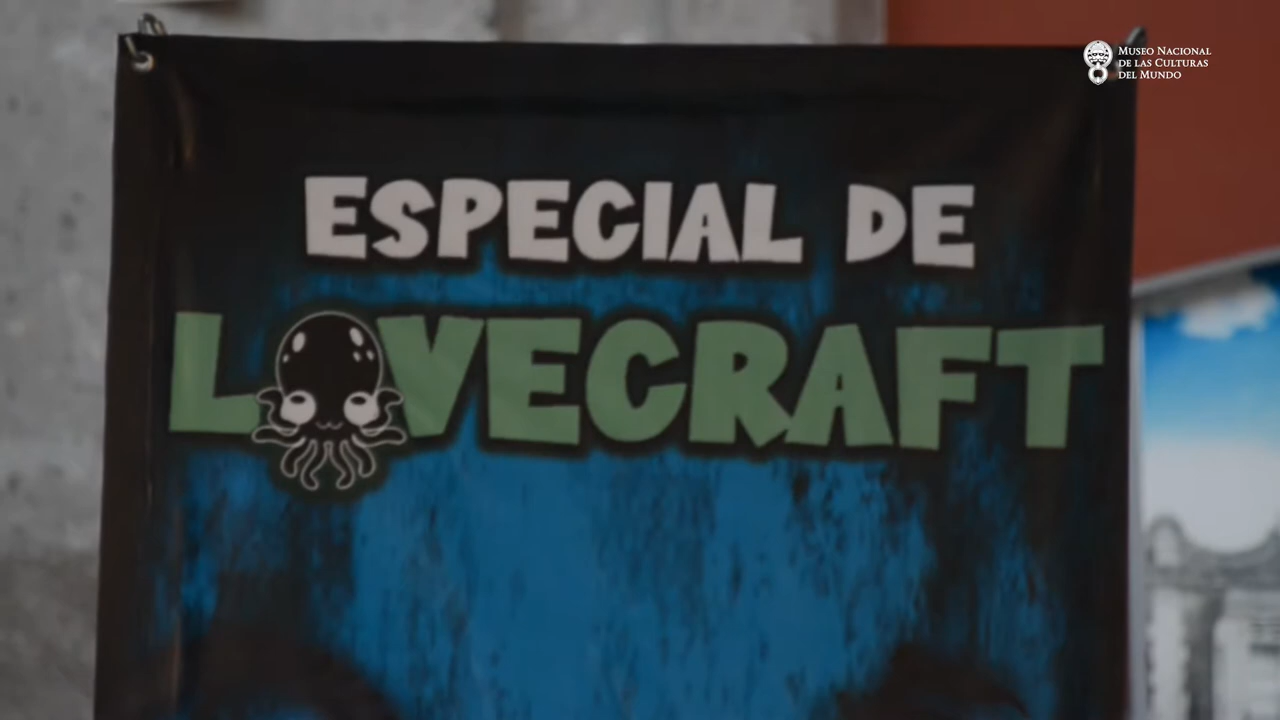 Museo Nacional
de las Culturas
del Mundo
ESPECIAL DE
LOVECRAFT